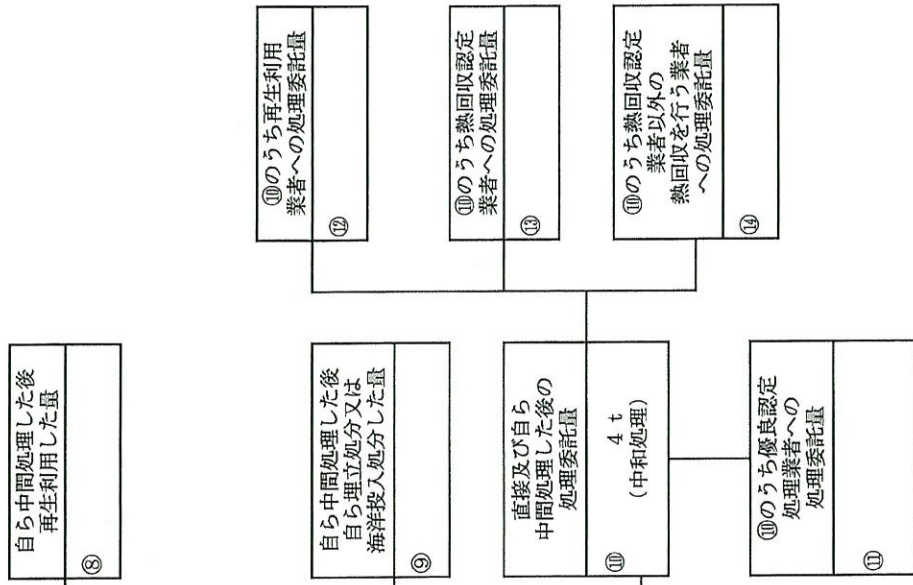 自ら中間処理した後
再生利用した量
⑧
自ら中間処理した後
自ら埋立処分又は
海洋投入処分した量
⑨
直接及び自ら
中間処理した後の
処理委託量
⑩
4 t
(中和処理)
⑩のうち優良認定
処理業者への
処理委託量
⑪
⑩のうち再生利用
業者への処理委託量
⑫
⑩のうち熱回収認定
業者への処理委託量
⑬
⑩のうち熱回収認定
業者以外の
熱回収を行う業者
への処理委託量
⑭